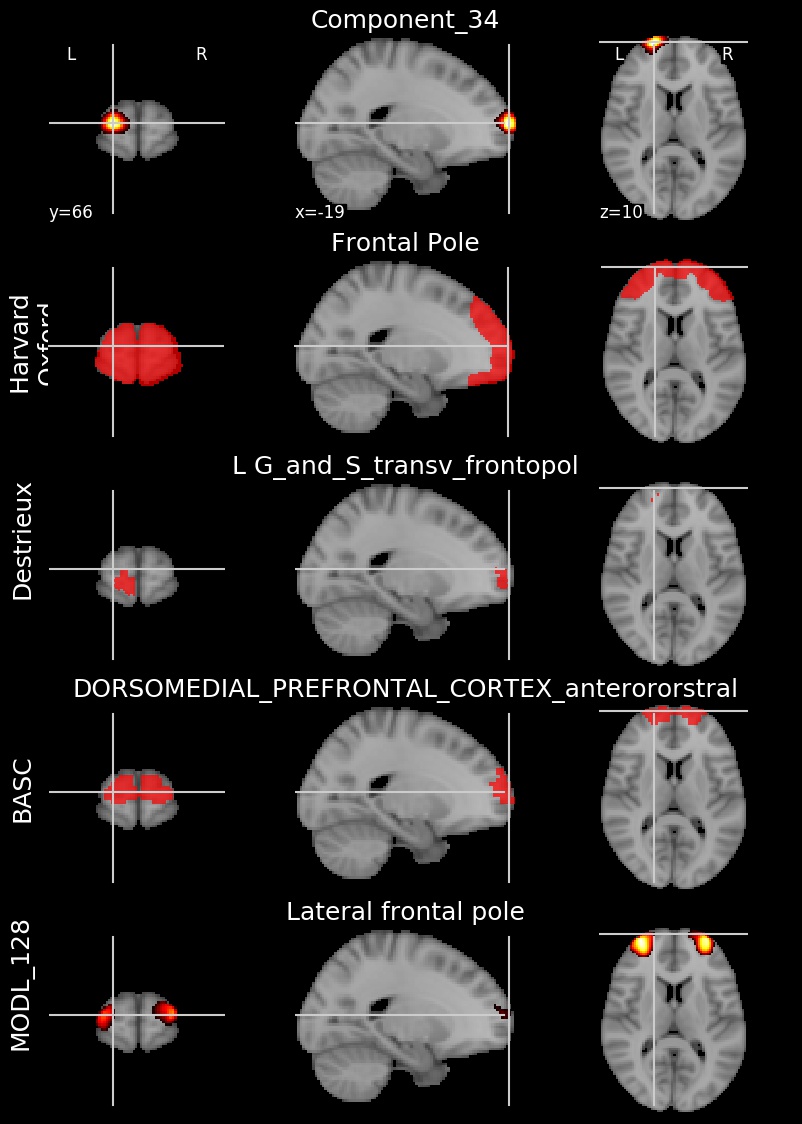 Component_34
L R
L R
y=66
x=-19
z=10
Frontal Pole
Harvard
L G_and_S_transv_frontopol
Destrieux
DORSOMEDIAL_PREFRONTAL_CORTEX_anterororstral
BASC
Lateral frontal pole
MODL_128